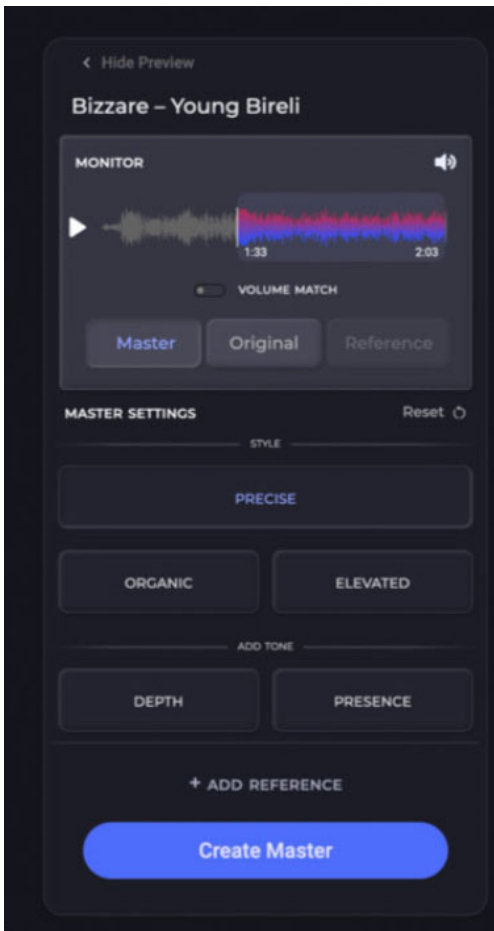 Hide Preview
Bizzare – Young Bireli
MONITOR
1:33 2:03
VOLUME MATCH
Master Original Reference
MASTER SETTINGS Reset
STYLE
PRECISE
ORGANIC ELEVATED
ADD TONE
DEPTH PRESENCE
+ ADD REFERENCE
Create Master